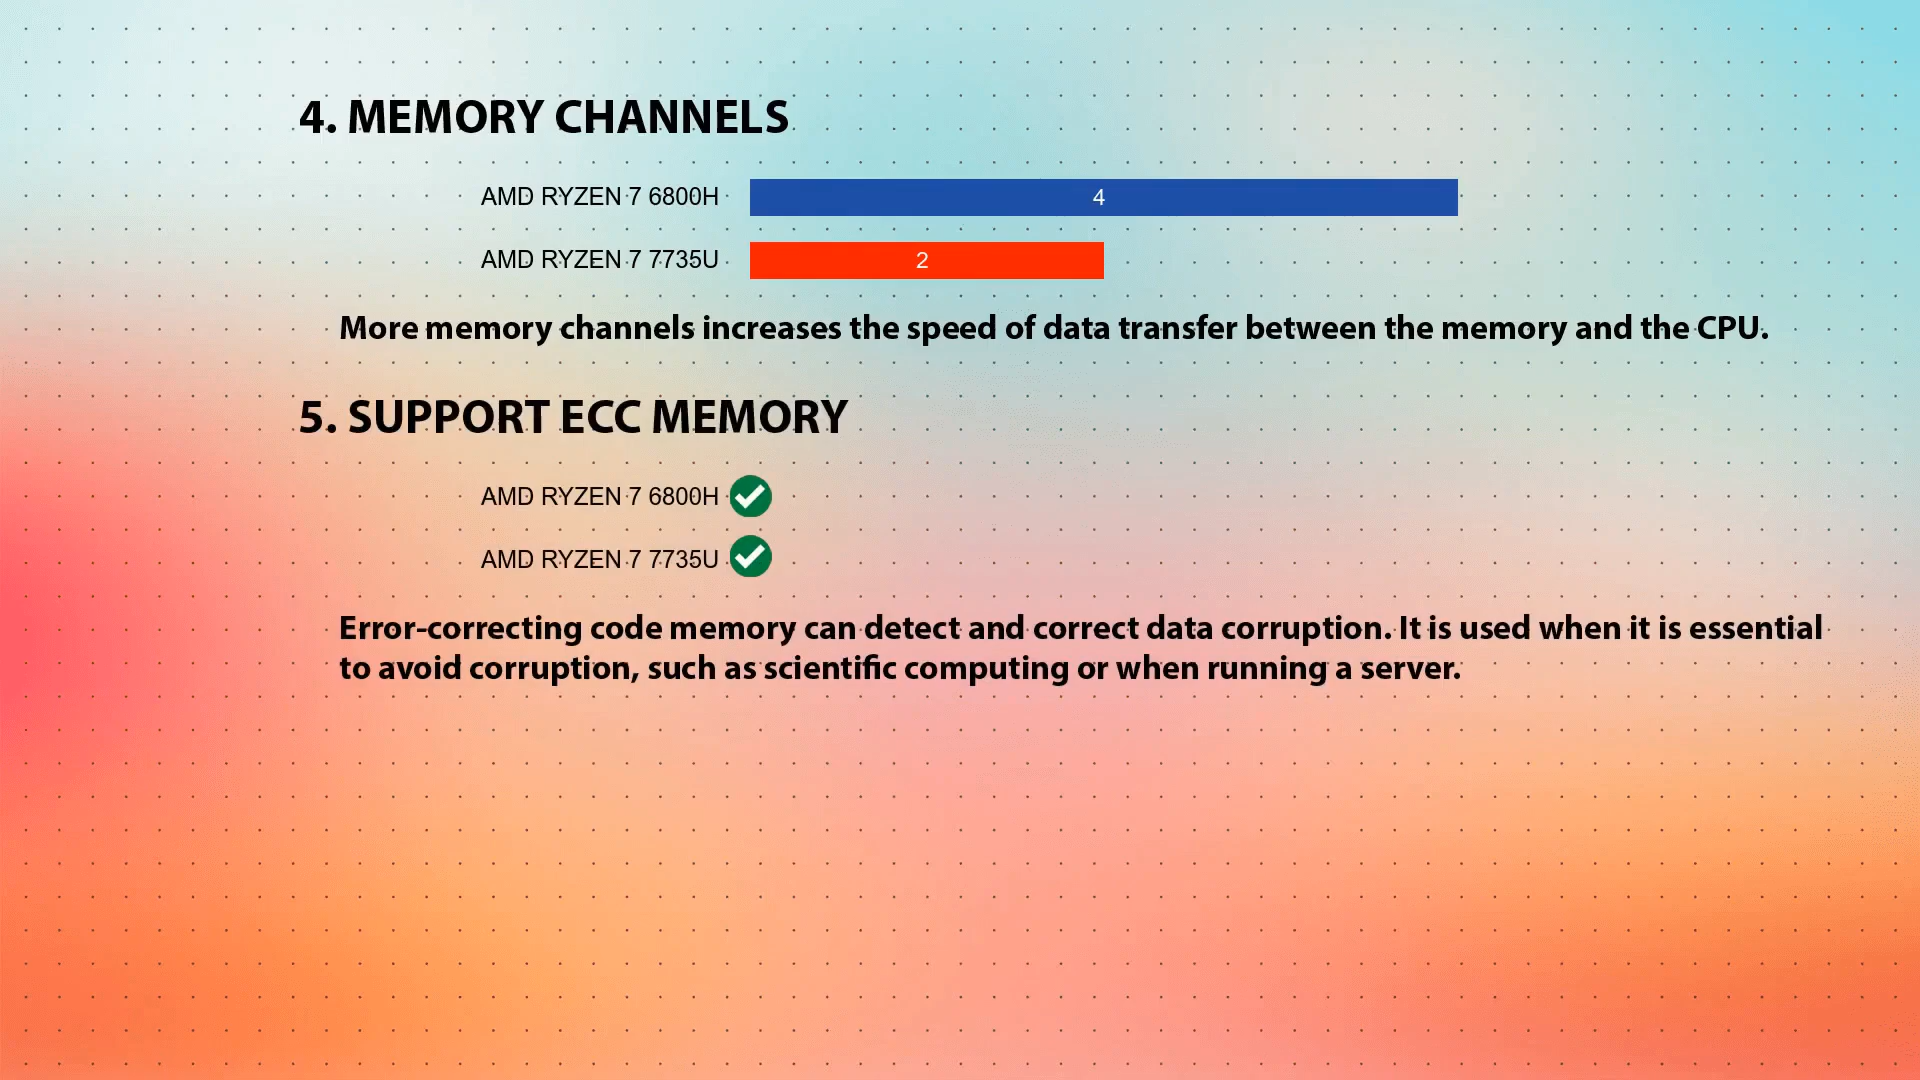 4. MEMORY CHANNELS
AMD RYZEN 7 6800H 4
AMD RYZEN 7 7735U 2
More memory channels increases the speed of data transfer between the memory and the CPU.
5. SUPPORT ECC MEMORY
AMD RYZEN 7 6800H
AMD RYZEN 7 7735U
Error-correcting code memory can detect and correct data corruption. It is used when it is essential
to avoid corruption, such as scientific computing or when running a server.